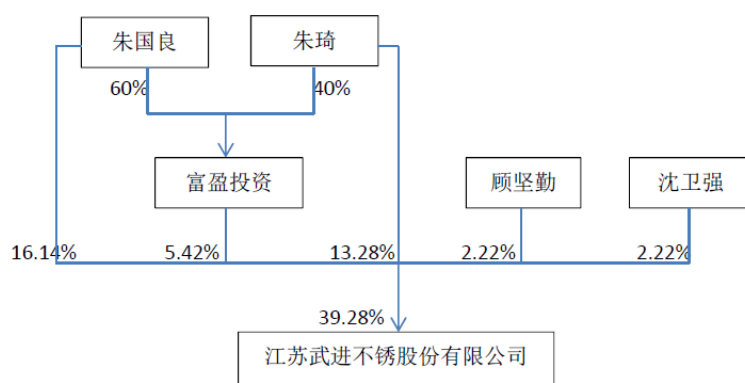 朱国良
朱琦
60%
40%
富盈投资
顾坚勤
沈卫强
16.14%
5.42%
13.28%
2.22%
2.22%
39.28%
江苏武进不锈股份有限公司